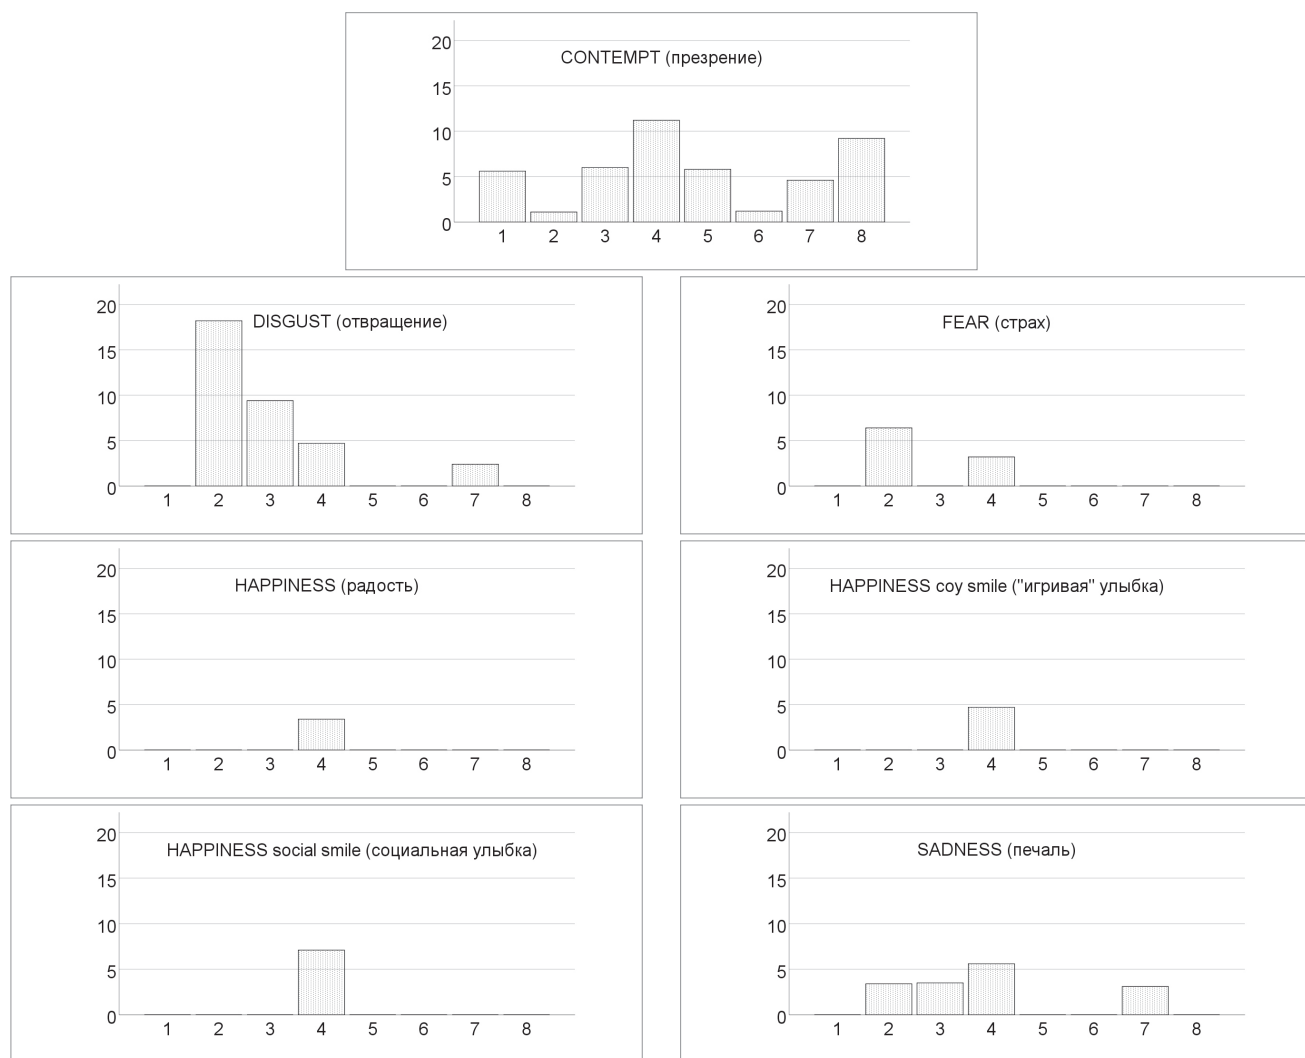 CONTEMPT (презрение)
20
15
10
5
0
1 2 3 4 5 6 7 8
DISGUST (отвращение)
20
15
10
5
0
1 2 3 4 5 6 7 8
FEAR (страх)
20
15
10
5
0
1 2 3 4 5 6 7 8
HAPPINESS (радость)
20
15
10
5
0
1 2 3 4 5 6 7 8
HAPPINESS coy smile ("игривая" улыбка)
20
15
10
5
0
1 2 3 4 5 6 7 8
HAPPINESS social smile (социальная улыбка)
20
15
10
5
0
1 2 3 4 5 6 7 8
SADNESS (печаль)
20
15
10
5
0
1 2 3 4 5 6 7 8